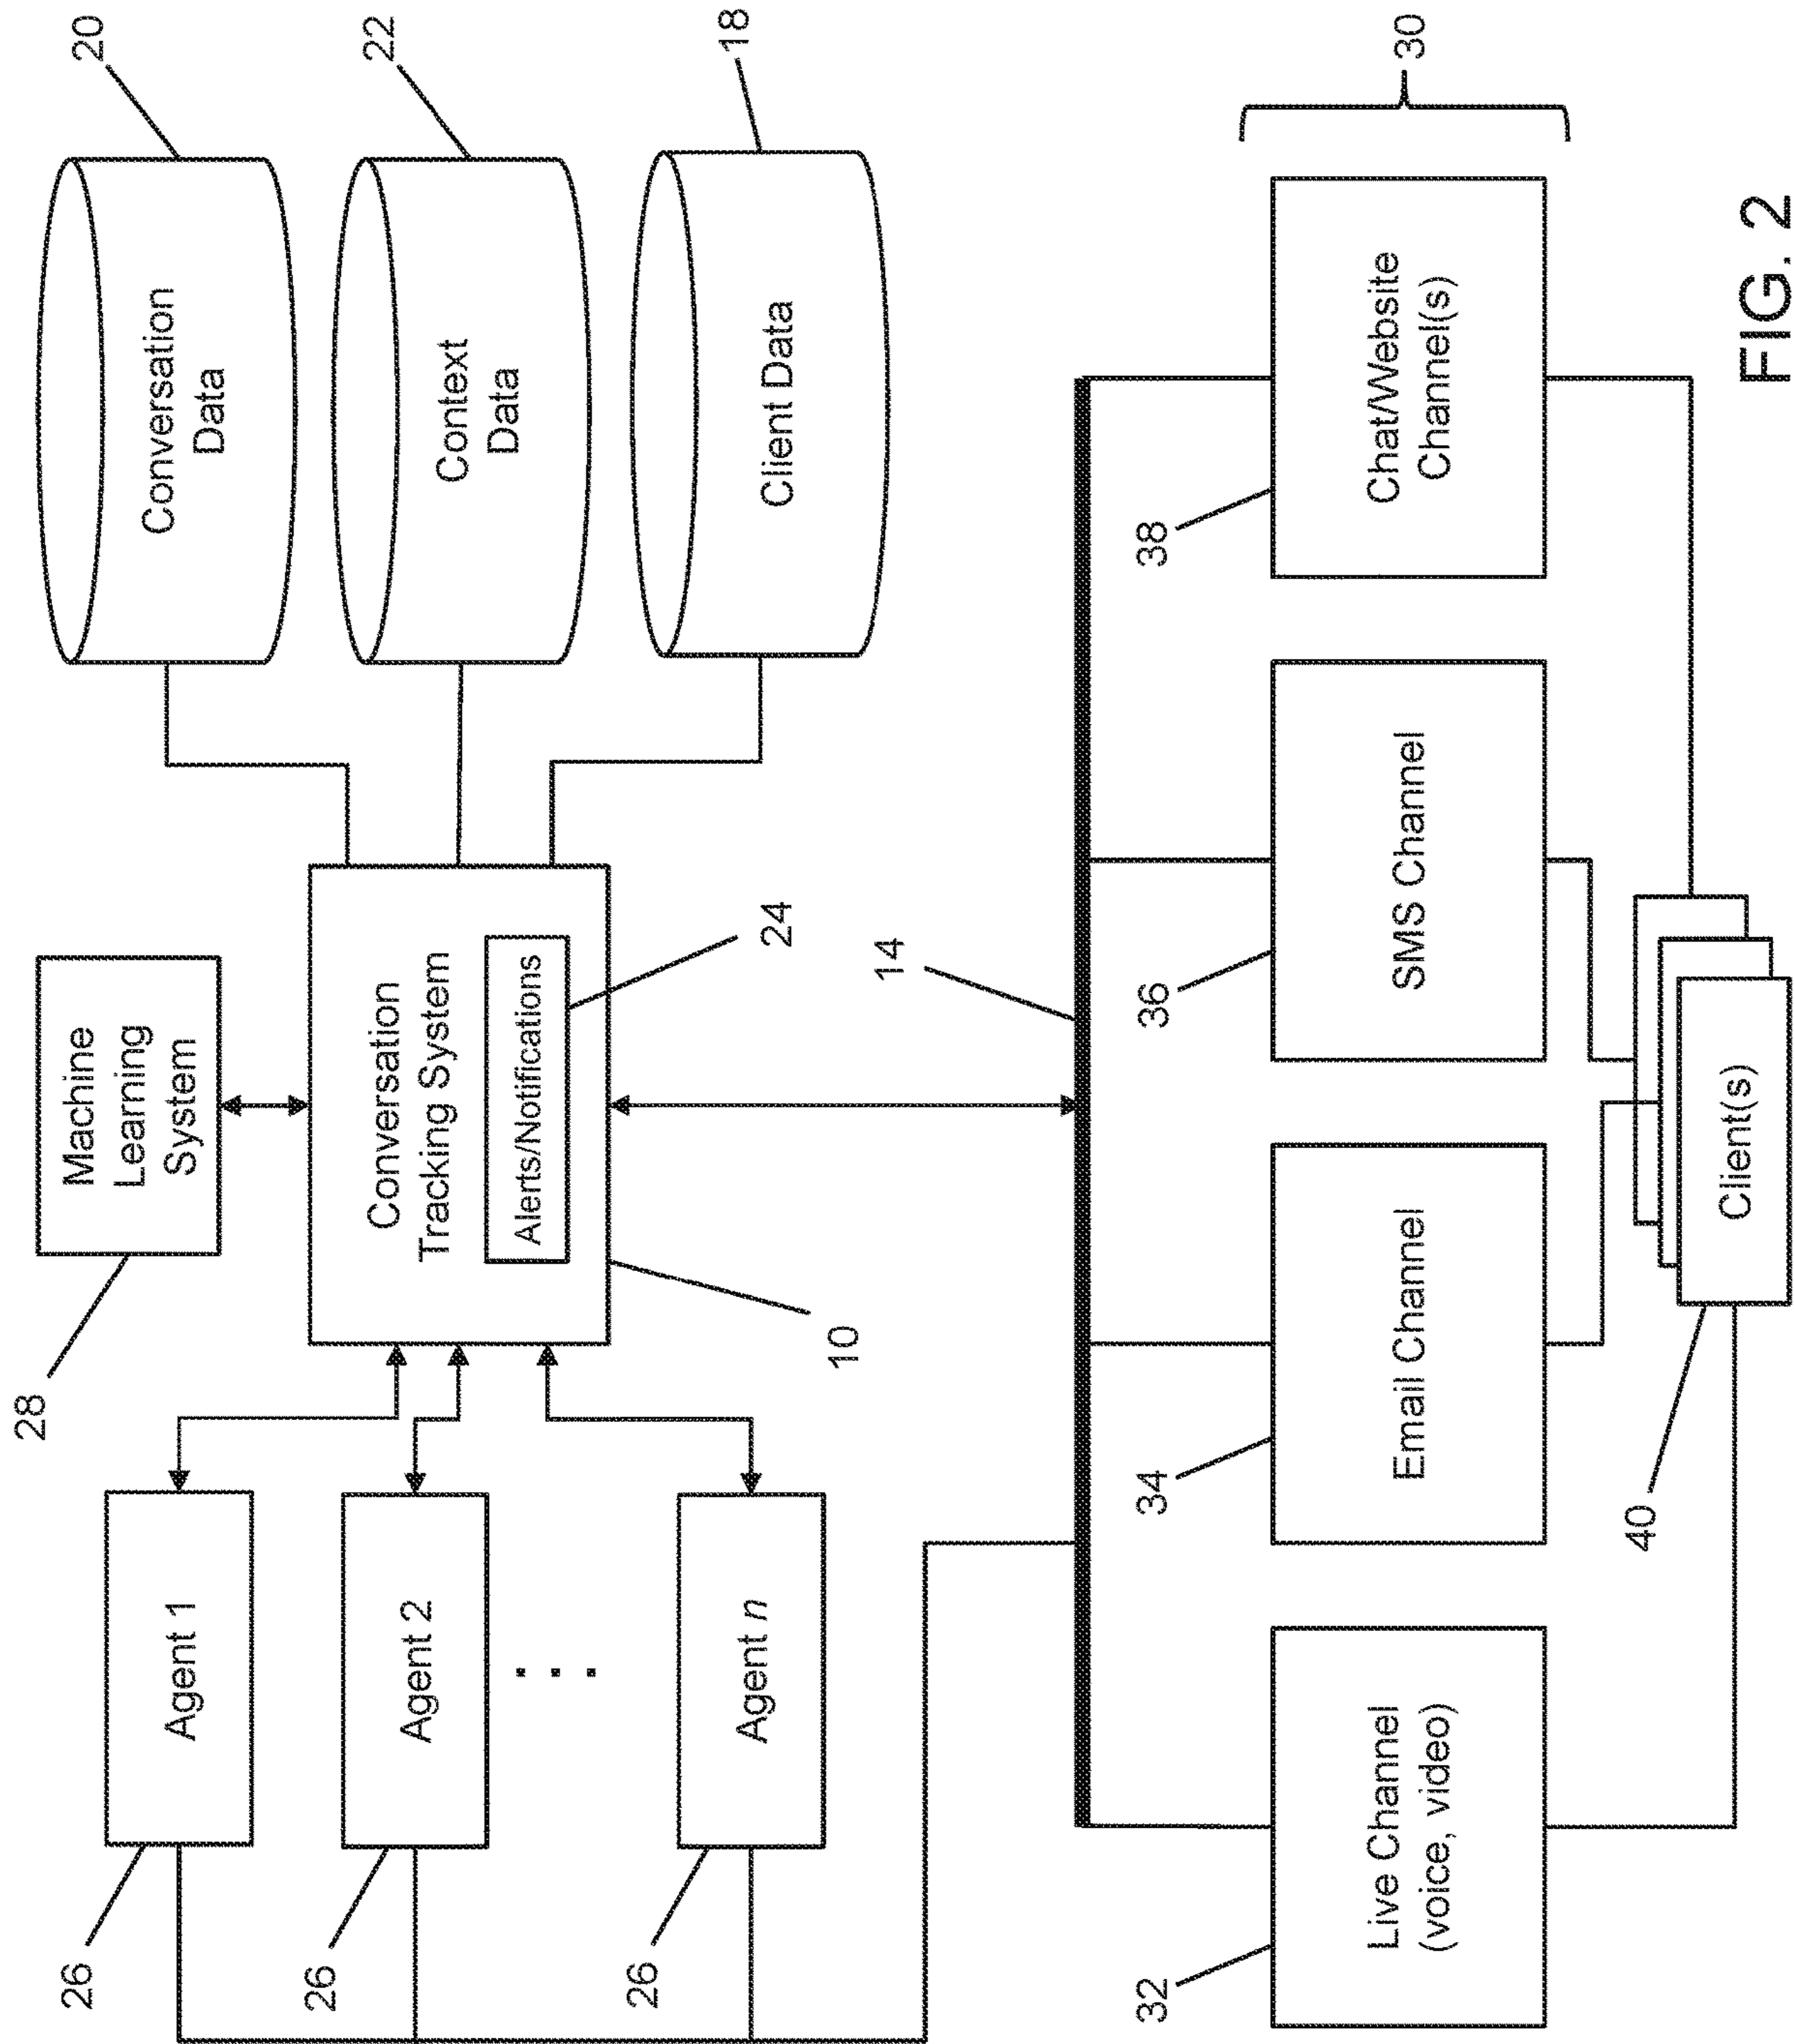 28
Machine
Learning
System
20
Conversation
Data
26
Agent 1
Conversation
Tracking System
Alerts/Notifications
22
Context
Data
26
Agent 2
. . .
24
18
Client Data
26
Agent n
10
14
32
34
36
38
Live Channel
(voice, video)
Email Channel
SMS Channel
Chat/Website
Channel(s)
30
40
Client(s)
FIG. 2